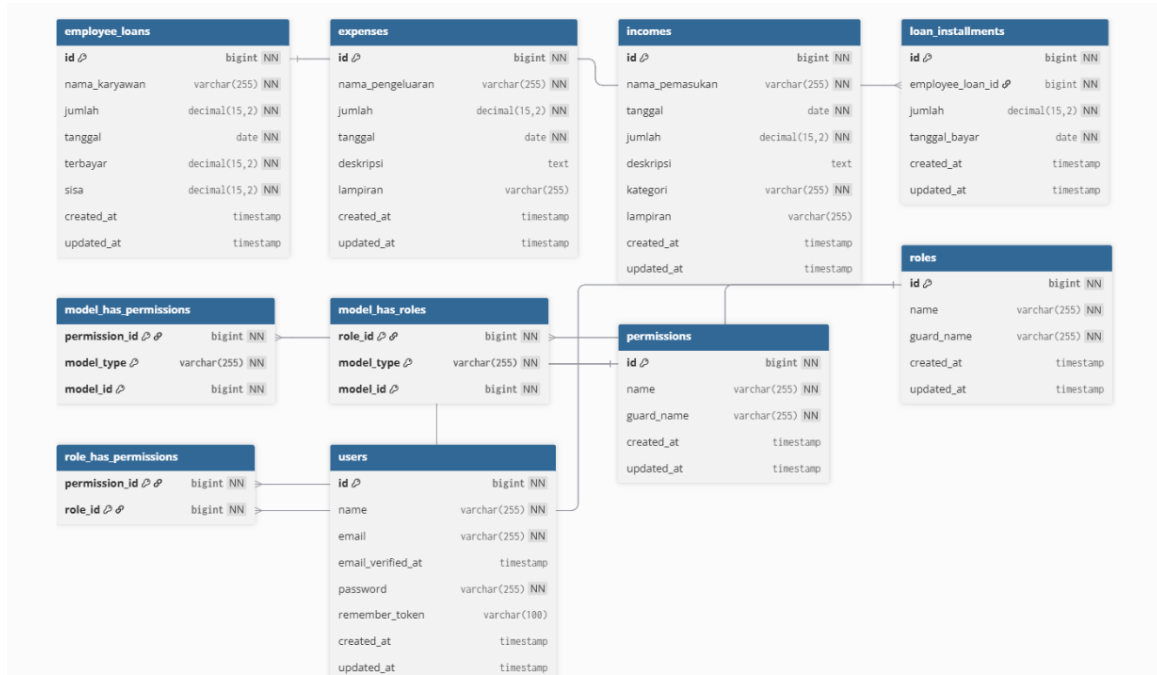 employee_loans
id bigint NN
nama_karyawan varchar(255) NN
jumlah decimal(15,2) NN
tanggal date NN
terbayar decimal(15,2) NN
sisa decimal(15,2) NN
created_at timestamp
updated_at timestamp
expenses
id bigint NN
nama_pengeluaran varchar(255) NN
jumlah decimal(15,2) NN
tanggal date NN
deskripsi text
lampiran varchar(255)
created_at timestamp
updated_at timestamp
incomes
id bigint NN
nama_pemasukan varchar(255) NN
tanggal date NN
jumlah decimal(15,2) NN
deskripsi text
kategori varchar(255) NN
lampiran varchar(255)
created_at timestamp
updated_at timestamp
loan_installments
id bigint NN
employee_loan_id bigint NN
jumlah decimal(15,2) NN
tanggal_bayar date NN
created_at timestamp
updated_at timestamp
roles
id bigint NN
name varchar(255) NN
guard_name varchar(255) NN
created_at timestamp
updated_at timestamp
model_has_permissions
permission_id bigint NN
model_type varchar(255) NN
model_id bigint NN
model_has_roles
role_id bigint NN
model_type varchar(255) NN
model_id bigint NN
permissions
id bigint NN
name varchar(255) NN
guard_name varchar(255) NN
created_at timestamp
updated_at timestamp
role_has_permissions
permission_id bigint NN
role_id bigint NN
users
id bigint NN
name varchar(255) NN
email varchar(255) NN
email_verified_at timestamp
password varchar(255) NN
remember_token varchar(100)
created_at timestamp
updated_at timestamp